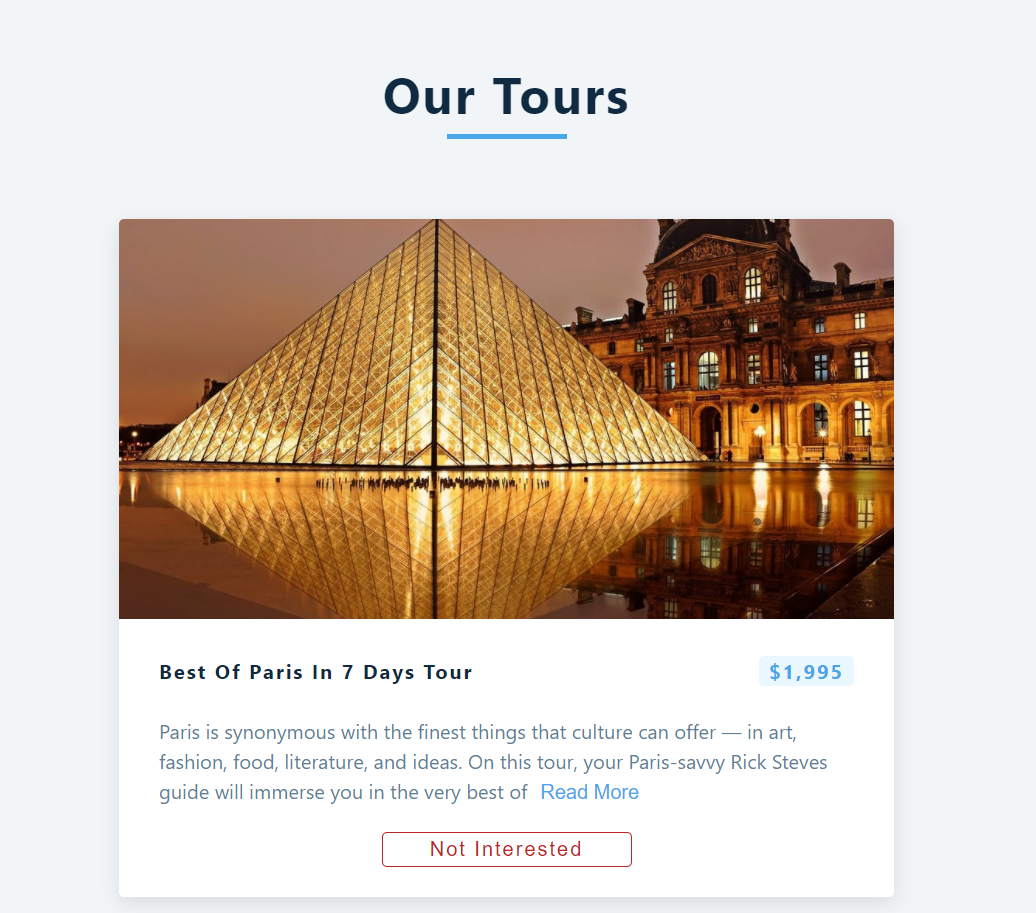 Our Tours
Best Of Paris In 7 Days Tour
$1,995
Paris is synonymous with the finest things that culture can offer — in art,
fashion, food, literature, and ideas. On this tour, your Paris-savvy Rick Steves
guide will immerse you in the very best of Read More
Not Interested